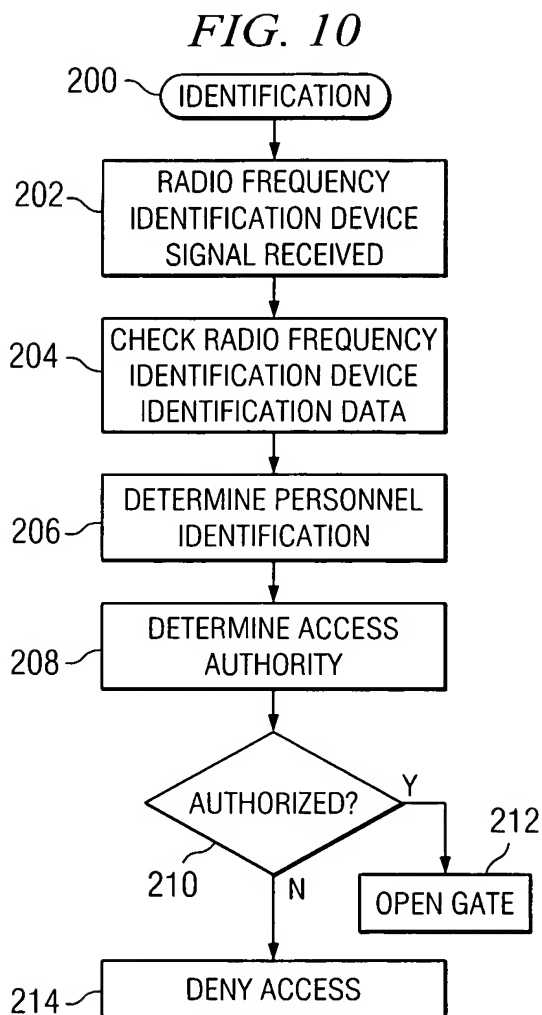 FIG. 10
200
IDENTIFICATION
202
RADIO FREQUENCY
IDENTIFICATION DEVICE
SIGNAL RECEIVED
204
CHECK RADIO FREQUENCY
IDENTIFICATION DEVICE
IDENTIFICATION DATA
206
DETERMINE PERSONNEL
IDENTIFICATION
208
DETERMINE ACCESS
AUTHORITY
AUTHORIZED?
Y
210
N
212
OPEN GATE
214
DENY ACCESS